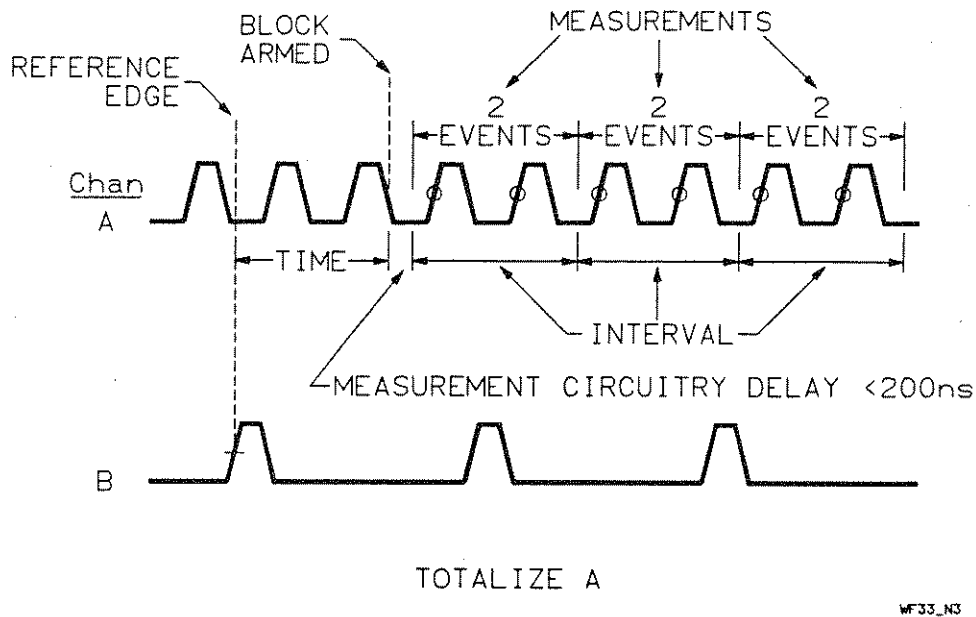 BLOCK
ARMED
MEASUREMENTS
REFERENCE
EDGE
2
EVENTS
2
EVENTS
2
EVENTS
Chan
A
TIME
INTERVAL
MEASUREMENT CIRCUITRY DELAY <200ns
B
TOTALIZE A
WF33_N3